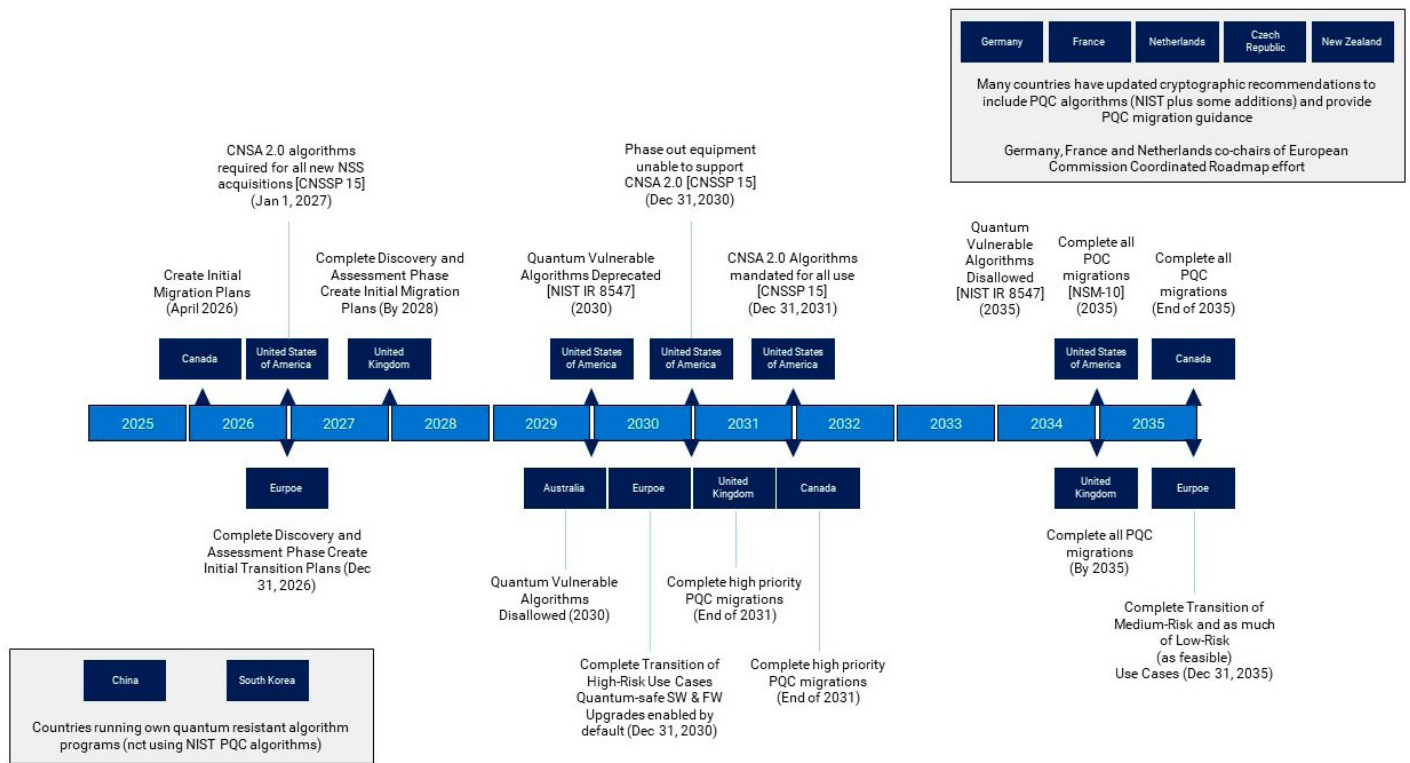 Germany
France
Netherlands
Czech
Republic
New Zealand
Many countries have updated cryptographic recommendations to
include PQC algorithms (NIST plus some additions) and provide
PQC migration guidance
Germany, France and Netherlands co-chairs of European
Commission Coordinated Roadmap effort
CNSA 2.0 algorithms
required for all new NSS
acquisitions [CNSSP 15]
(Jan 1, 2027)
Phase out equipment
unable to support
CNSA 2.0 [CNSSP 15]
(Dec 31, 2030)
Create Initial
Migration Plans
(April 2026)
Complete Discovery and
Assessment Phase
Create Initial Migration
Plans (By 2028)
Quantum Vulnerable
Algorithms Deprecated
[NIST IR 8547]
(2030)
CNSA 2.0 Algorithms
mandated for all use
[CNSSP 15]
(Dec 31, 2031)
Quantum
Vulnerable
Algorithms
Disallowed
[NIST IR 8547]
(2035)
Complete all
POC
migrations
[NSM-10]
(2035)
Complete all
PQC
migrations
(End of 2035)
Canada
United States
of America
United
Kingdom
United States
of America
United States
of America
United States
of America
United States
of America
Canada
2025
2026
2027
2028
2029
2030
2031
2032
2033
2034
2035
Eurpoe
Australia
Eurpoe
United
Kingdom
Canada
United
Kingdom
Eurpoe
Complete Discovery and
Assessment Phase Create
Initial Transition Plans (Dec
31, 2026)
Quantum Vulnerable
Algorithms
Disallowed (2030)
Complete Transition of
High-Risk Use Cases
Quantum-safe SW & FW
Upgrades enabled by
default (Dec 31, 2030)
Complete high priority
PQC migrations
(End of 2031)
Complete high priority
PQC migrations
(End of 2031)
Complete all PQC
migrations
(By 2035)
Complete Transition of
Medium-Risk and as much
of Low-Risk
(as feasible)
Use Cases (Dec 31, 2035)
China
South Korea
Countries running own quantum resistant algorithm
programs (nct using NIST PQC algorithms)